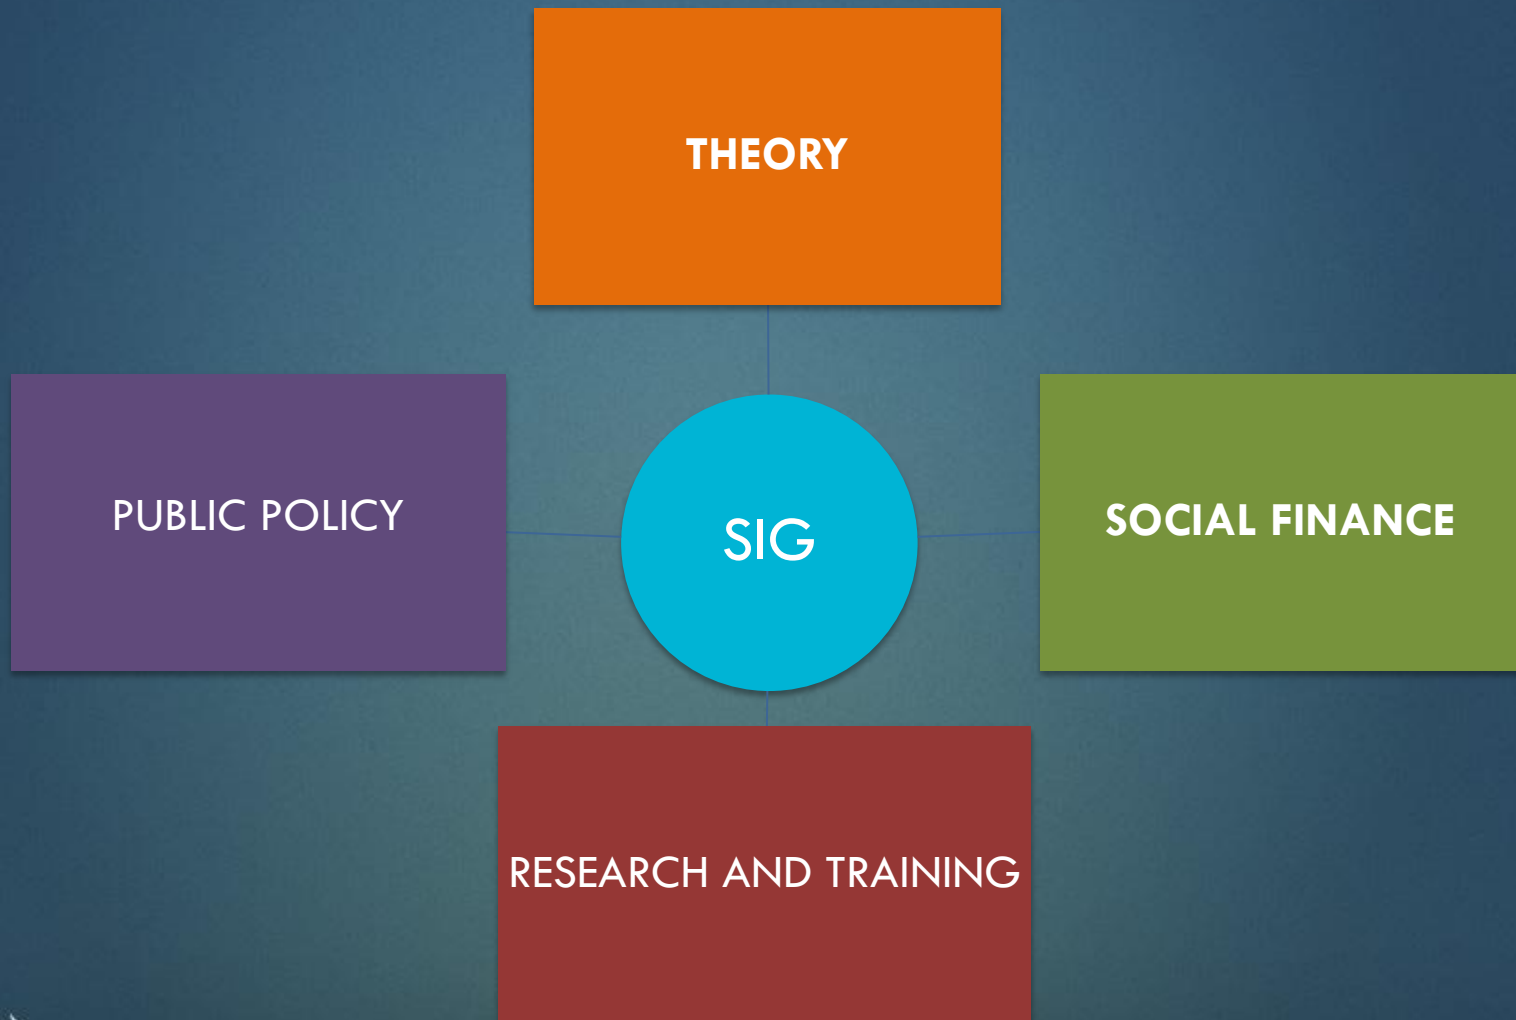 THEORY
PUBLIC POLICY
SIG
SOCIAL FINANCE
RESEARCH AND TRAINING